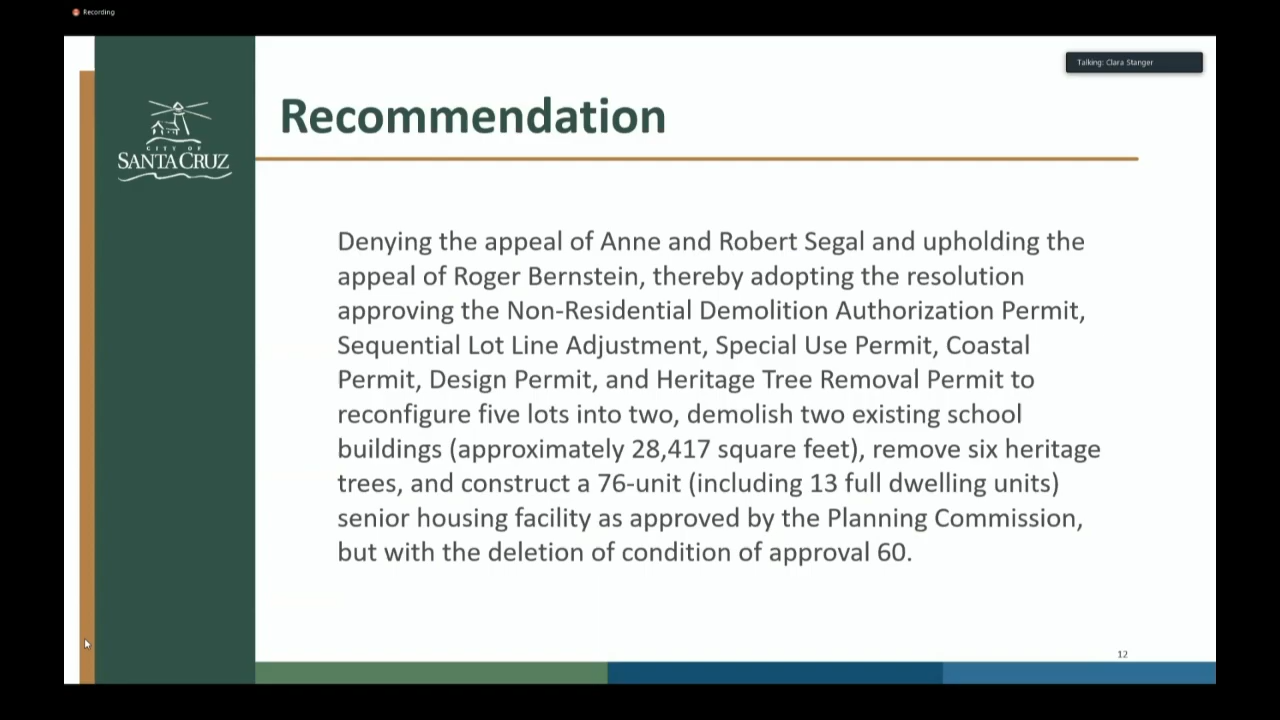 Recording
Talking: Clara Stanger
CITY OF
SANTA CRUZ
Recommendation
Denying the appeal of Anne and Robert Segal and upholding the
appeal of Roger Bernstein, thereby adopting the resolution
approving the Non-Residential Demolition Authorization Permit,
Sequential Lot Line Adjustment, Special Use Permit, Coastal
Permit, Design Permit, and Heritage Tree Removal Permit to
reconfigure five lots into two, demolish two existing school
buildings (approximately 28,417 square feet), remove six heritage
trees, and construct a 76-unit (including 13 full dwelling units)
senior housing facility as approved by the Planning Commission,
but with the deletion of condition of approval 60.
12